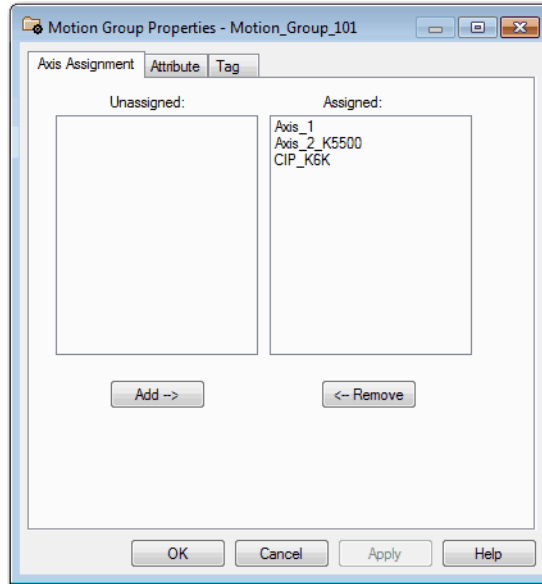 Motion Group Properties - Motion_Group_101
Axis Assignment Attribute Tag
Unassigned: Assigned:
Axis_1
Axis_2_K5500
CIP_K6K
Add --> <-- Remove
OK Cancel Apply Help